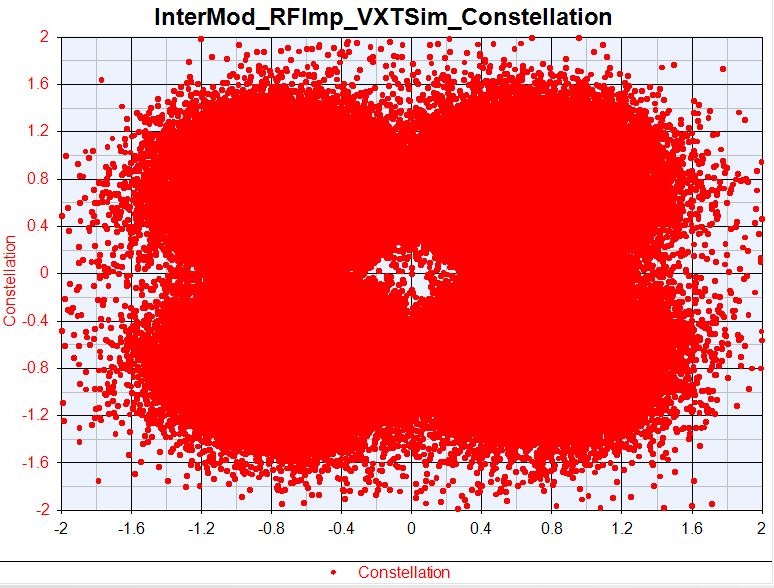 InterMod_RFImp_VXTSim_Constellation
2
1.6
1.2
0.8
0.4
0
-0.4
-0.8
-1.2
-1.6
-2
Constellation
-2 -1.6 -1.2 -0.8 -0.4 0 0.4 0.8 1.2 1.6 2
Constellation